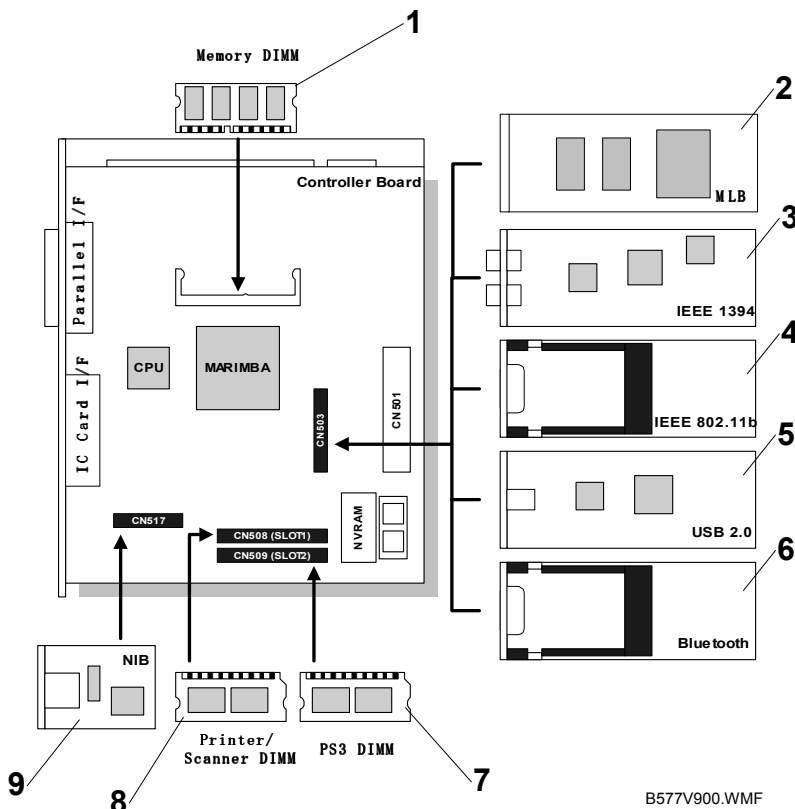 1
Memory DIMM
2
Controller Board
MLB
3
Parallel I/F
IEEE 1394
4
CPU
MARIMBA
IC Card I/F
CN503
CN501
IEEE 802.11b
5
CN517
CN508 (SLOT1)
CN509 (SLOT2)
NVRAM
USB 2.0
6
NIB
Bluetooth
Printer/
Scanner DIMM
PS3 DIMM
7
8
9
B577V900.WMF